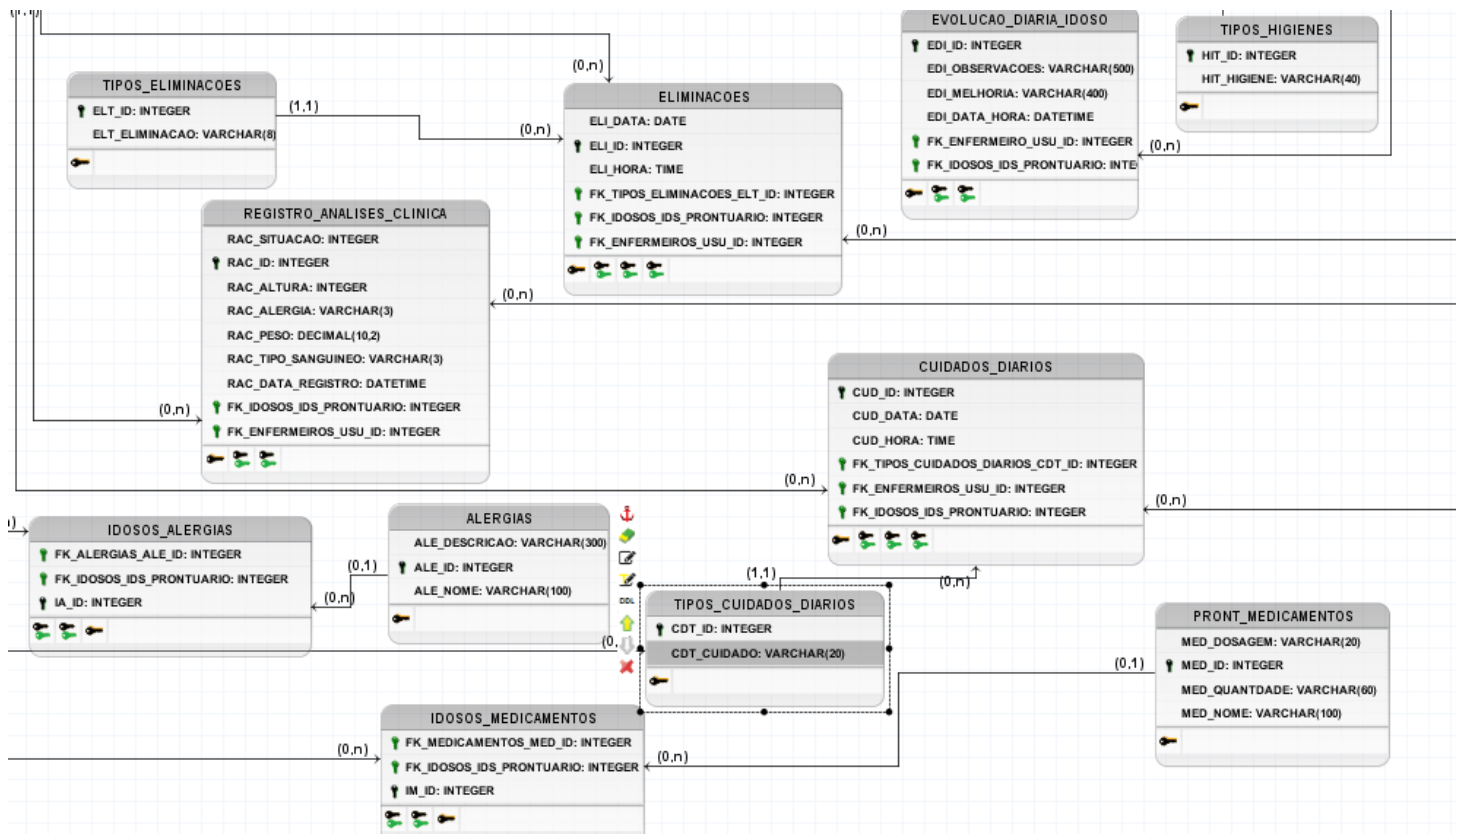 (1,1)
(0,n)
TIPOS_ELIMINACOES
ELT_ID: INTEGER
ELT_ELIMINACAO: VARCHAR(8)
(1,1)
(0,n)
ELIMINACOES
ELI_DATA: DATE
ELI_ID: INTEGER
ELI_HORA: TIME
FK_TIPOS_ELIMINACOES_ELT_ID: INTEGER
FK_IDOSOS_IDS_PRONTUARIO: INTEGER
FK_ENFERMEIROS_USU_ID: INTEGER
(0,n)
EVOLUCAO_DIARIA_IDOSO
EDI_ID: INTEGER
EDI_OBSERVACOES: VARCHAR(500)
EDI_MELHORIA: VARCHAR(400)
EDI_DATA_HORA: DATETIME
FK_ENFERMEIRO_USU_ID: INTEGER
FK_IDOSOS_IDS_PRONTUARIO: INTE
(0,n)
TIPOS_HIGIENES
HIT_ID: INTEGER
HIT_HIGIENE: VARCHAR(40)
REGISTRO_ANALISES_CLINICA
RAC_SITUACAO: INTEGER
RAC_ID: INTEGER
RAC_ALTURA: INTEGER
RAC_ALERGIA: VARCHAR(3)
RAC_PESO: DECIMAL(10,2)
RAC_TIPO_SANGUINEO: VARCHAR(3)
RAC_DATA_REGISTRO: DATETIME
FK_IDOSOS_IDS_PRONTUARIO: INTEGER
FK_ENFERMEIROS_USU_ID: INTEGER
(0,n)
(0,n)
CUIDADOS_DIARIOS
CUD_ID: INTEGER
CUD_DATA: DATE
CUD_HORA: TIME
FK_TIPOS_CUIDADOS_DIARIOS_CDT_ID: INTEGER
FK_ENFERMEIROS_USU_ID: INTEGER
FK_IDOSOS_IDS_PRONTUARIO: INTEGER
(0,n)
(0,n)
IDOSOS_ALERGIAS
FK_ALERGIAS_ALE_ID: INTEGER
FK_IDOSOS_IDS_PRONTUARIO: INTEGER
IA_ID: INTEGER
(0,1)
(0,n)
ALERGIAS
ALE_DESCRICAO: VARCHAR(300)
ALE_ID: INTEGER
ALE_NOME: VARCHAR(100)
DDL
(1,1)
(0,n)
TIPOS_CUIDADOS_DIARIOS
CDT_ID: INTEGER
CDT_CUIDADO: VARCHAR(20)
(0,
PRONT_MEDICAMENTOS
MED_DOSAGEM: VARCHAR(20)
MED_ID: INTEGER
MED_QUANTDADE: VARCHAR(60)
MED_NOME: VARCHAR(100)
(0,1)
IDOSOS_MEDICAMENTOS
FK_MEDICAMENTOS_MED_ID: INTEGER
FK_IDOSOS_IDS_PRONTUARIO: INTEGER
IM_ID: INTEGER
(0,n)
(0,n)